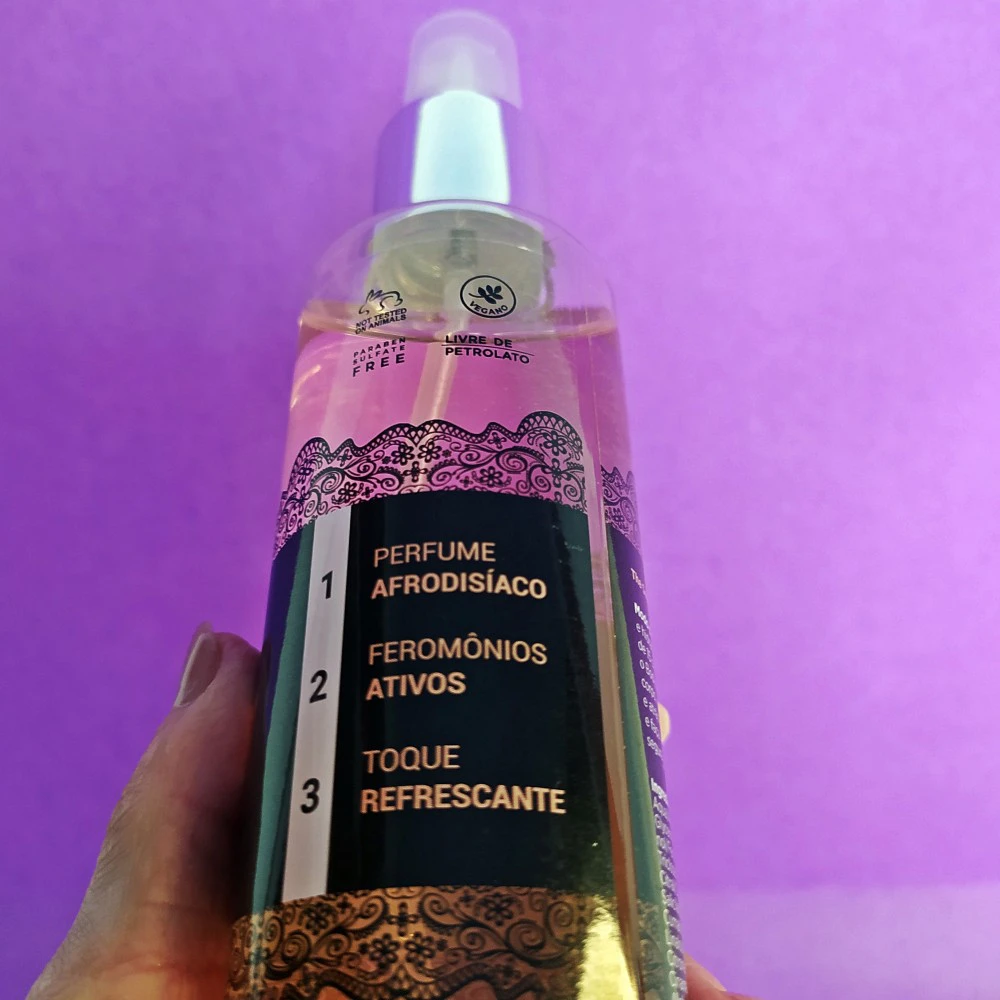 NOT TESTED
ON ANIMALS
PARABEN
SULFATE
FREE
VEGANO
LIVRE DE
PETROLATO
1
PERFUME
AFRODISÍACO
2
FEROMÔNIOS
ATIVOS
3
TOQUE
REFRESCANTE